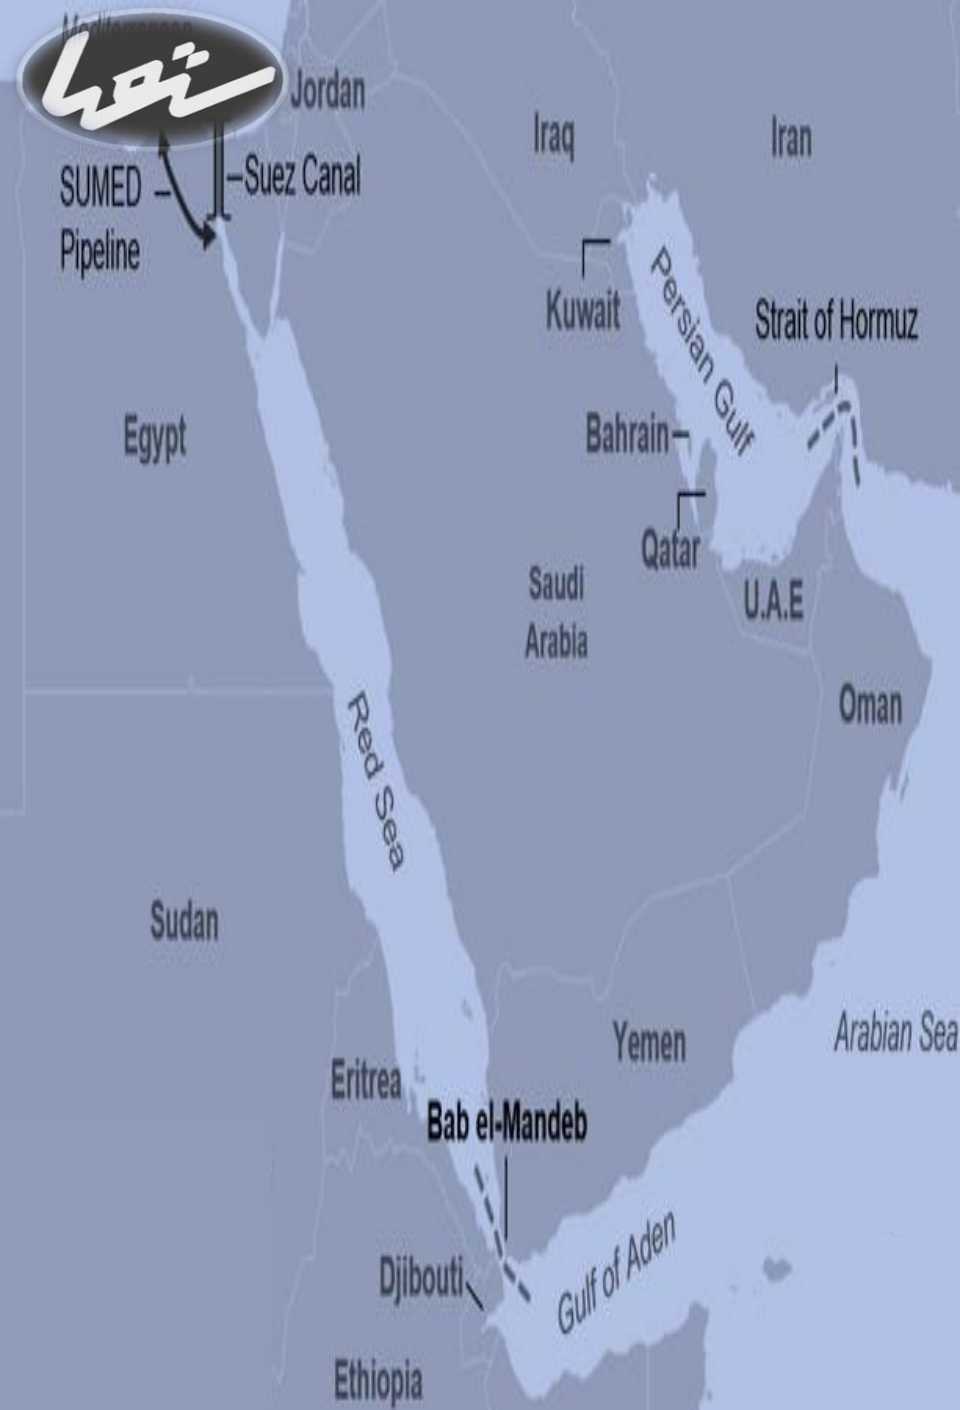 Mediterranean
Jordan
Iraq
Iran
SUMED
Pipeline
Suez Canal
Kuwait
Persian Gulf
Strait of Hormuz
Egypt
Bahrain
Qatar
Saudi
Arabia
U.A.E
Oman
Red Sea
Sudan
Yemen
Arabian Sea
Eritrea
Bab el-Mandeb
Djibouti
Gulf of Aden
Ethiopia